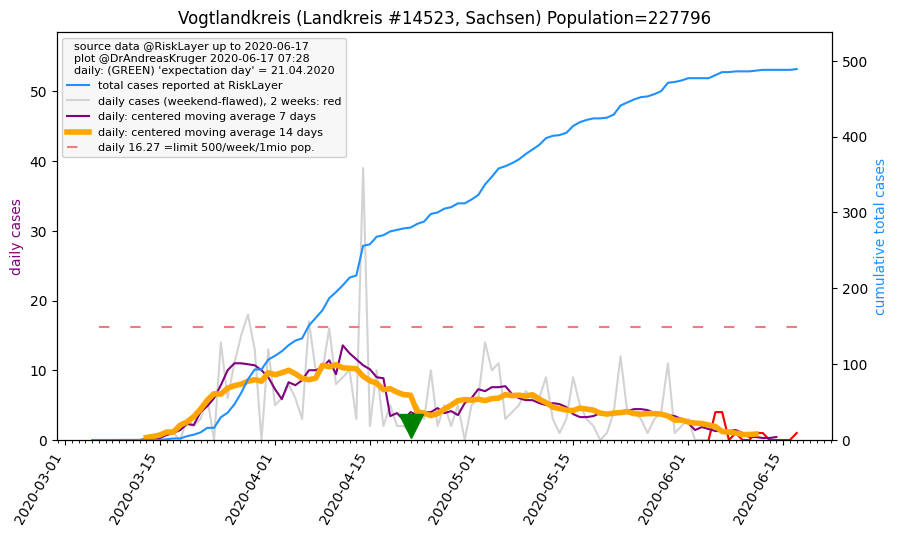 Vogtlandkreis (Landkreis #14523, Sachsen) Population=227796
source data @RiskLayer up to 2020-06-17
plot @DrAndreasKruger 2020-06-17 07:28
daily: (GREEN) 'expectation day' = 21.04.2020
total cases reported at RiskLayer
daily cases (weekend-flawed), 2 weeks: red
daily: centered moving average 7 days
daily: centered moving average 14 days
daily 16.27 =limit 500/week/1mio pop.
daily cases
50
40
30
20
10
0
500
400
300
200
100
0
cumulative total cases
2020-03-01
2020-03-15
2020-04-01
2020-04-15
2020-05-01
2020-05-15
2020-06-01
2020-06-15